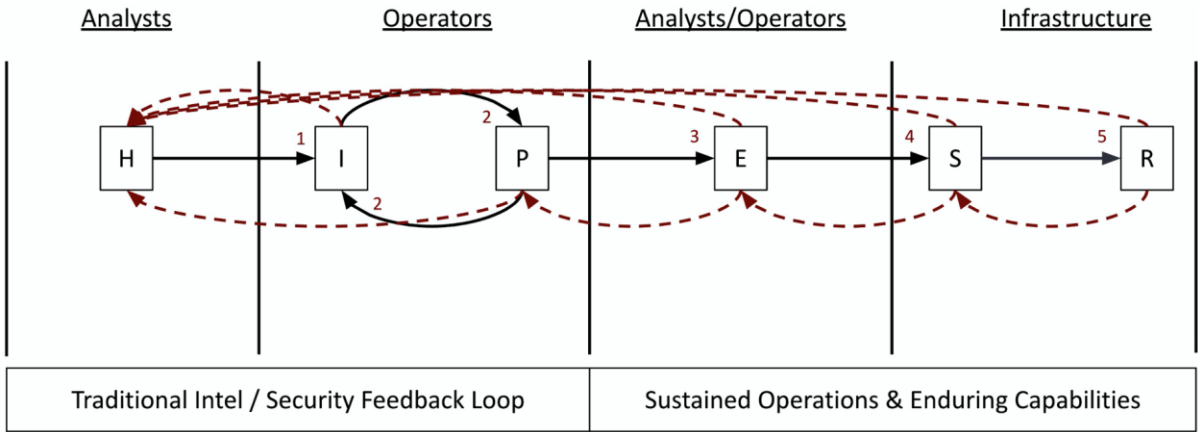 Analysts
Operators
Analysts/Operators
Infrastructure
1
2
3
4
5
H
I
P
E
S
R
2
Traditional Intel / Security Feedback Loop
Sustained Operations & Enduring Capabilities